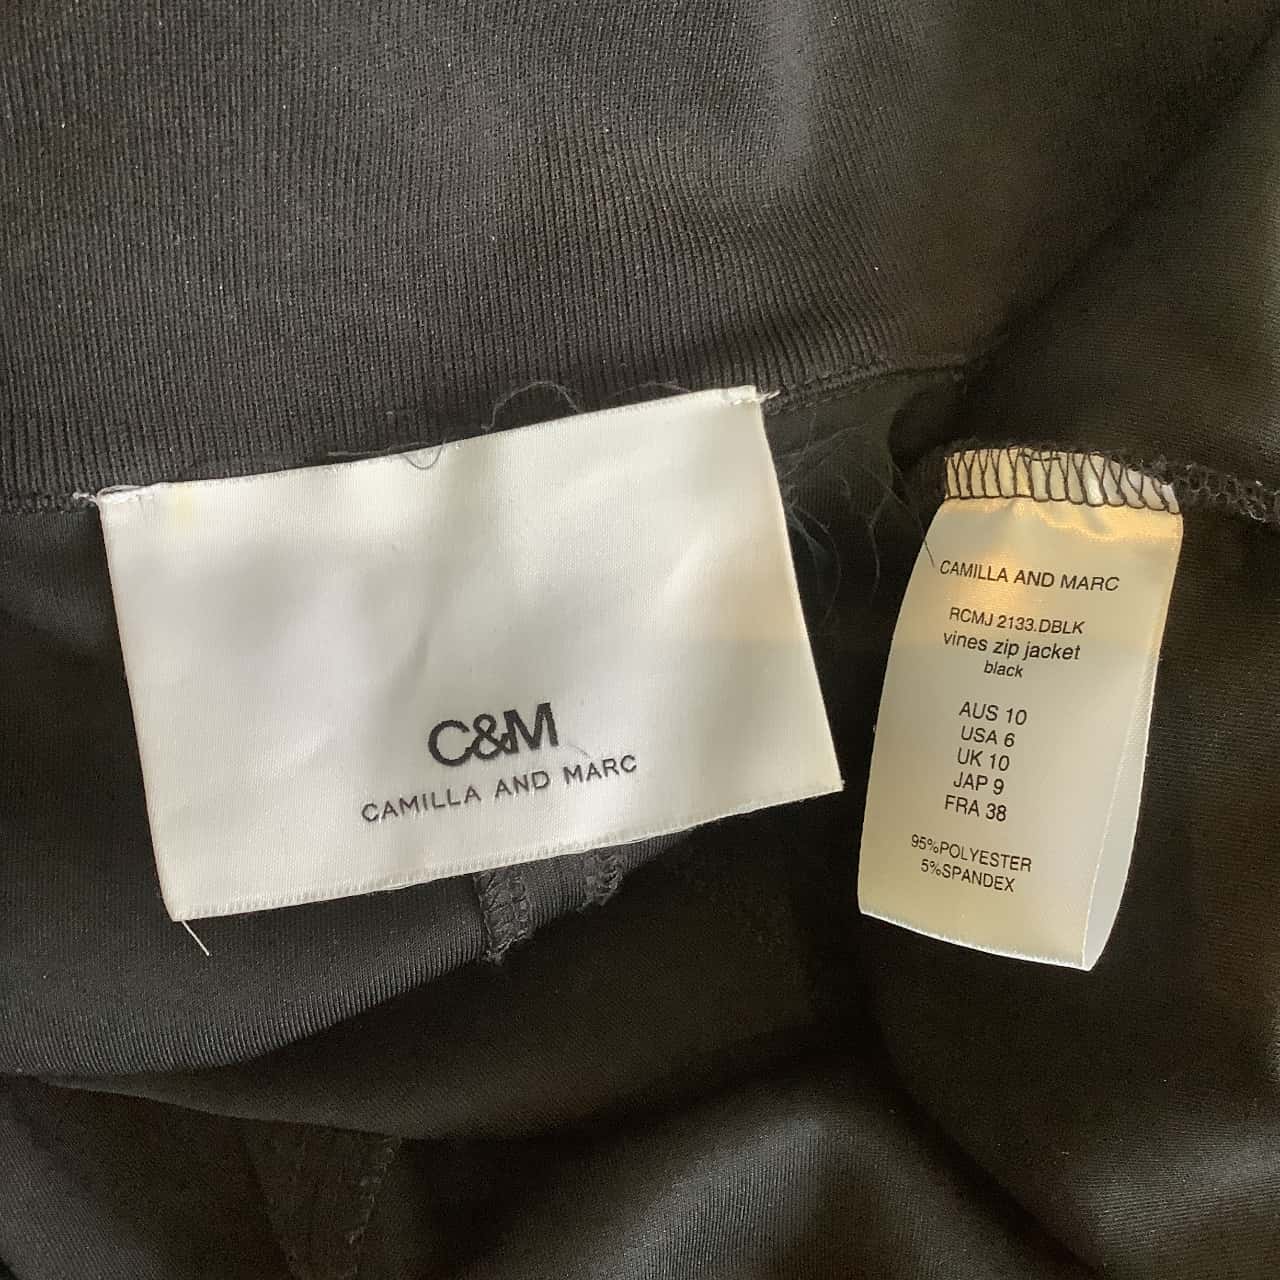 C&M
CAMILLA AND MARC
CAMILLA AND MARC
RCMJ 2133.DBLK
vines zip jacket
black
AUS 10
USA 6
UK 10
JAP 9
FRA 38
95%POLYESTER
5%SPANDEX